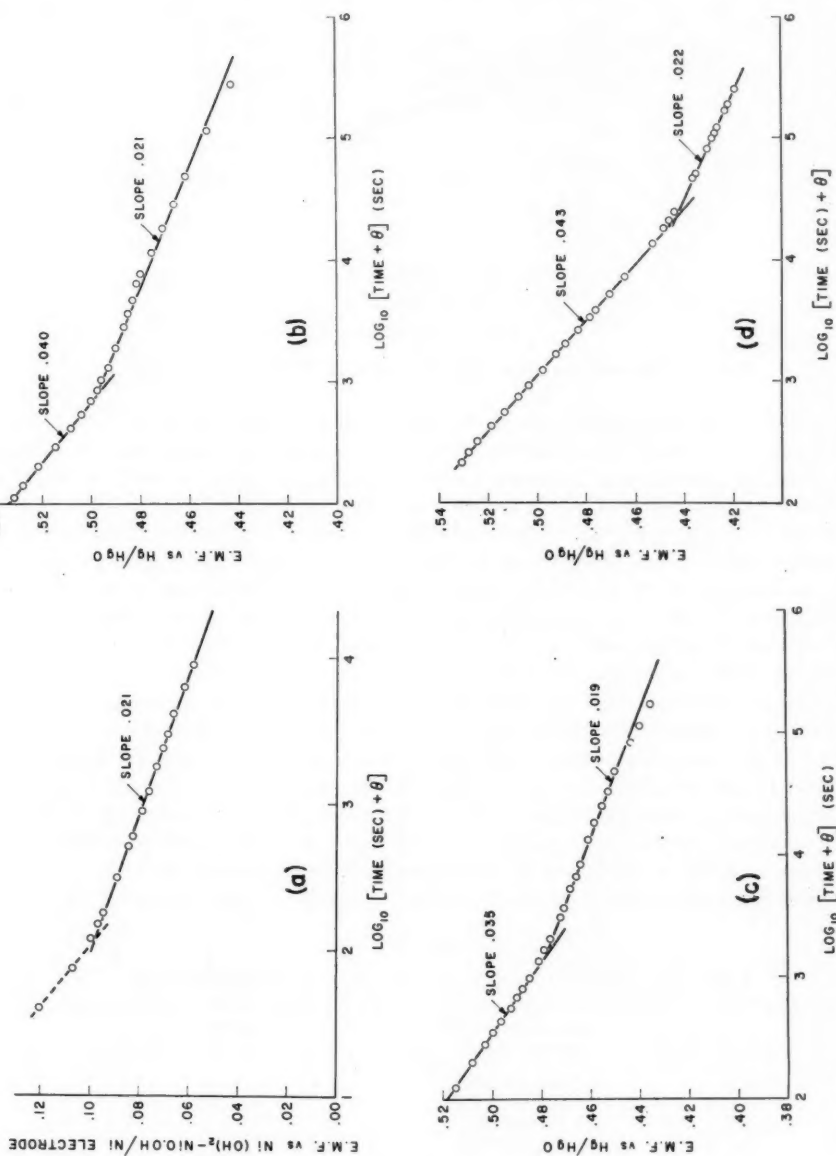 E.M.F. vs Ni(OH)₂-NiO.OH/Ni ELECTRODE
.12
.10
.08
.06
.04
.02
.00
SLOPE .021
(a)
2
3
4
LOG₁₀ [TIME (SEC) + θ]
E.M.F. vs Hg/HgO
.52
.50
.48
.46
.44
.42
.40
SLOPE .040
SLOPE .021
(b)
2
3
4
5
6
LOG₁₀ [TIME + θ] (SEC)
E.M.F. vs Hg/HgO
.52
.50
.48
.46
.44
.42
.40
.38
SLOPE .035
SLOPE .019
(c)
2
3
4
5
6
LOG₁₀ [TIME + θ] (SEC)
E.M.F. vs Hg/HgO
.54
.52
.50
.48
.46
.44
.42
SLOPE .043
SLOPE .022
(d)
2
3
4
5
6
LOG₁₀ [TIME (SEC) + θ]